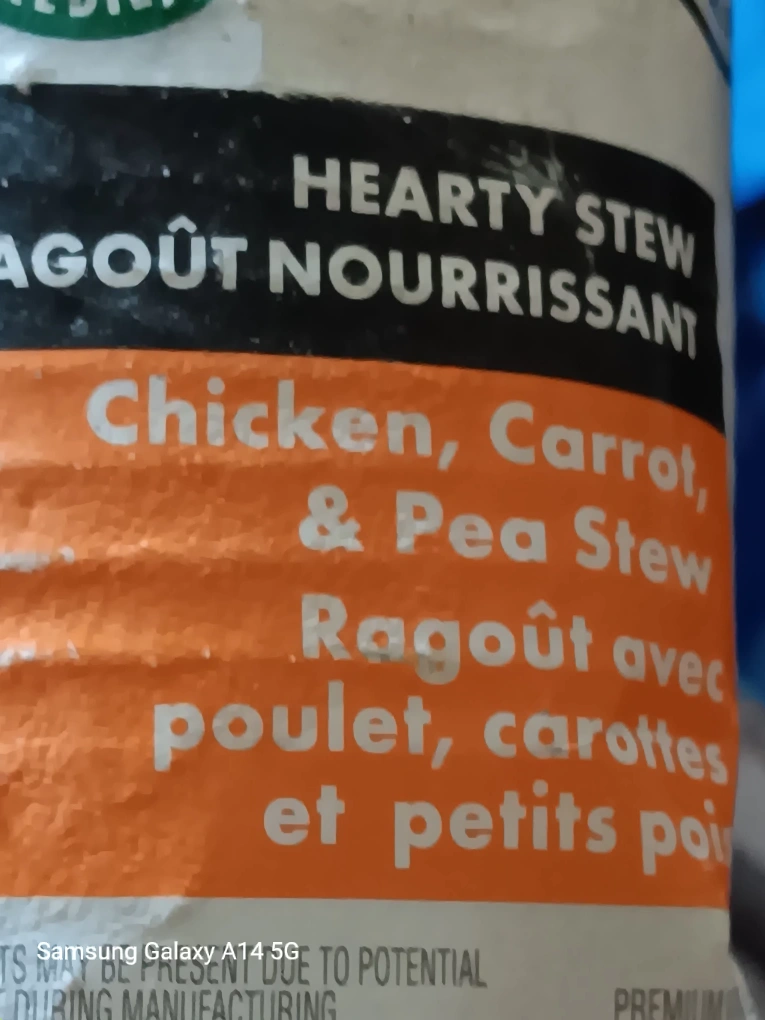 HEARTY STEW
AGOÛT NOURRISSANT
Chicken, Carrot,
& Pea Stew
Ragoût avec
poulet, carottes
et petits poi
Samsung Galaxy A14 5G
TS MAY BE PRESENT DUE TO POTENTIAL
DURING MANUFACTURING
PREMIUM